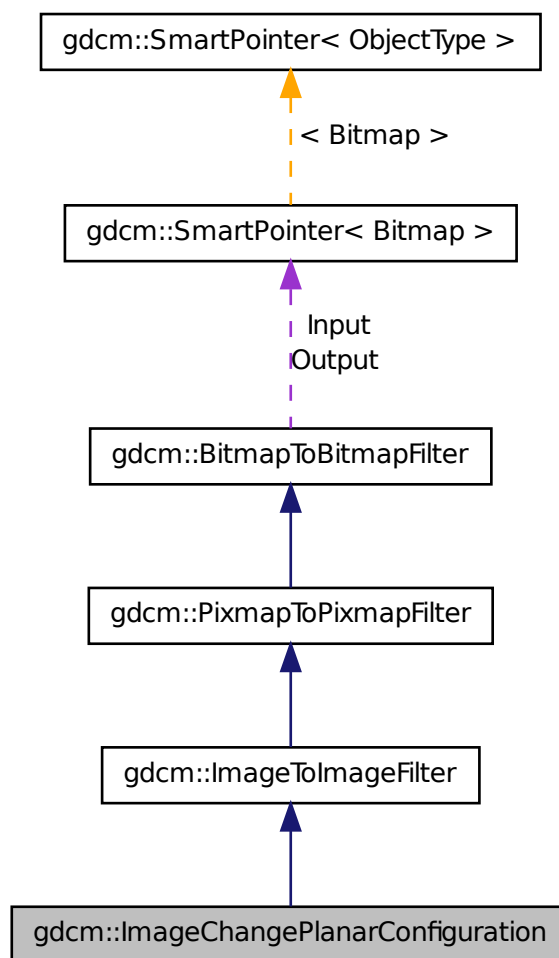 gdcm::SmartPointer< ObjectType >
< Bitmap >
gdcm::SmartPointer< Bitmap >
Input
Output
gdcm::BitmapToBitmapFilter
gdcm::PixmapToPixmapFilter
gdcm::ImageToImageFilter
gdcm::ImageChangePlanarConfiguration